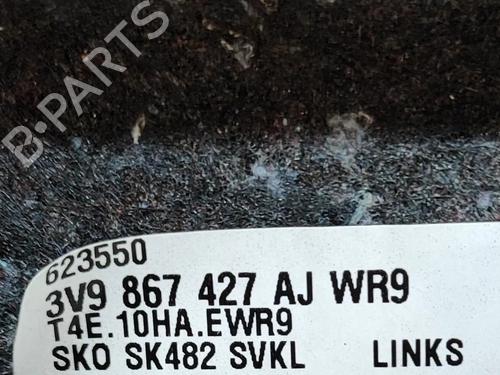 B-PARTS
623550
3V9 867 427 AJ WR9
T4E.10HA.EWR9
SKO SK482 SVKL LINKS